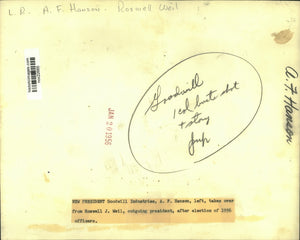 L.R. A. F. Hanson. Roswell Weil
Goodwill
1 col bust shot
+ story
JAN 20 1956
A. F. Hanson
NEW PRESIDENT Goodwill Industries, A. F. Hanson, left, takes over
from Roswell J. Weil, outgoing president, after election of 1956
officers.